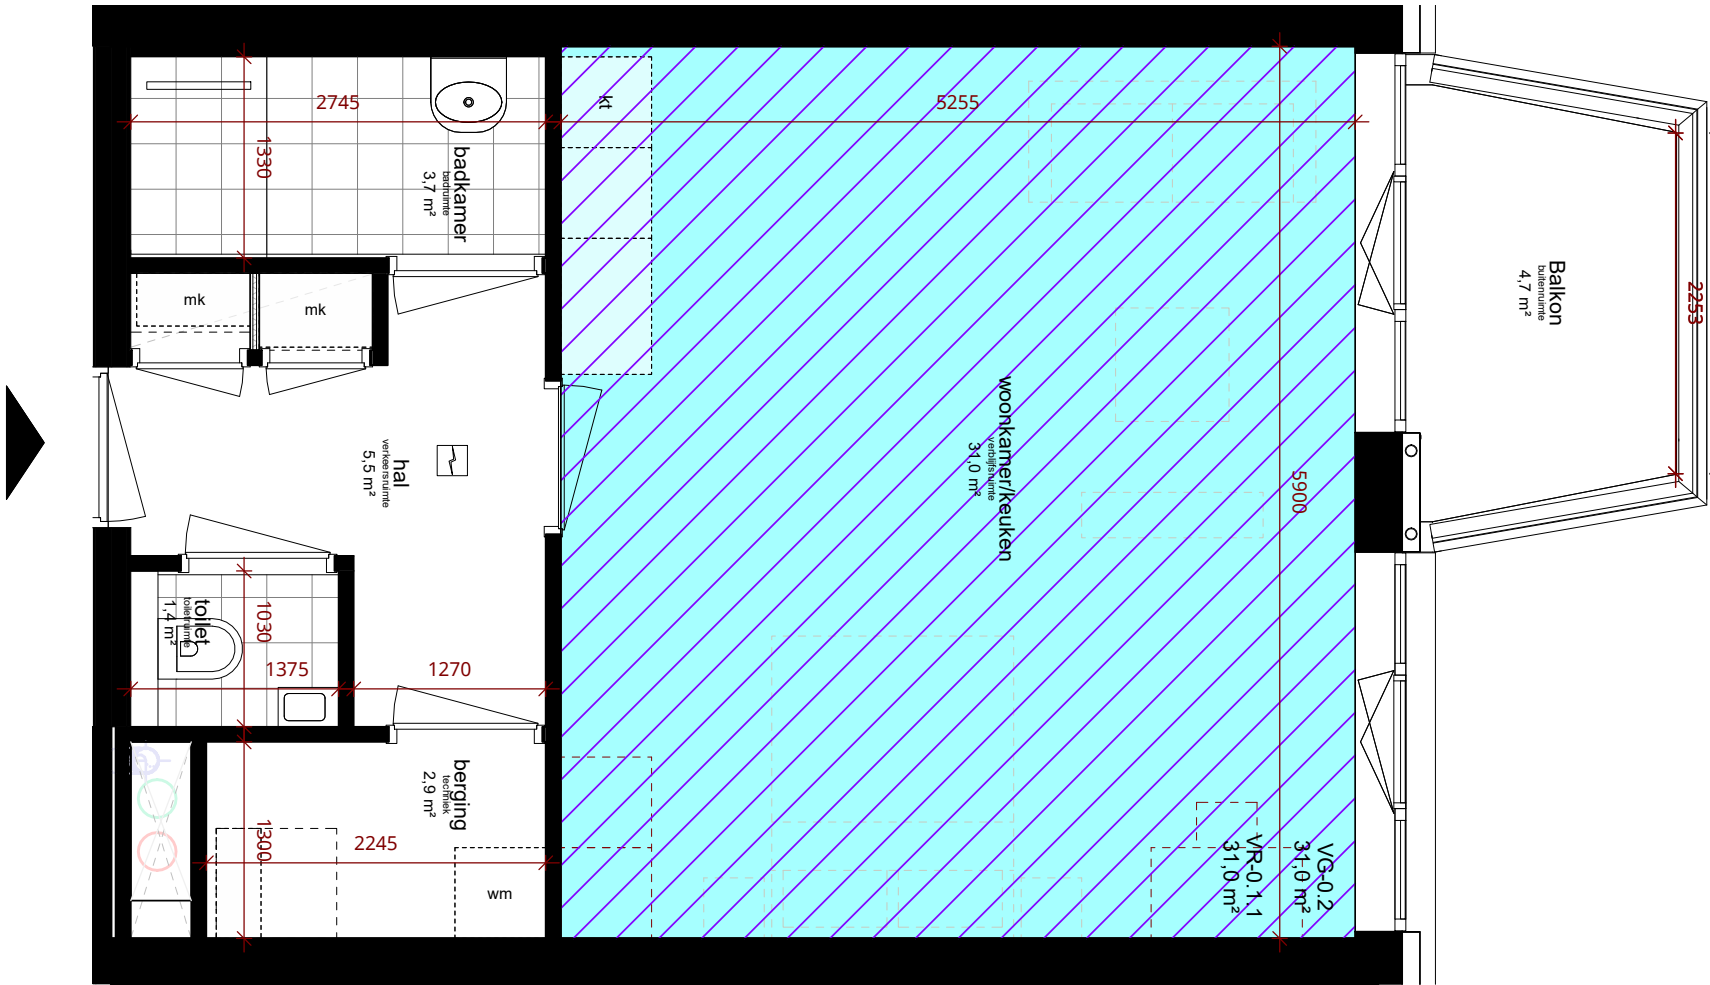 2745
5255
kt
1330
badkamer
badruimte
3,7 m²
mk
mk
Balkon
buitenruimte
4,7 m²
2253
hal
verkeersruimte
5,5 m²
woonkamer/keuken
verblijfsruimte
31,0 m²
5900
toilet
toiletruimte
1,4 m²
1030
1375
1270
berging
techniek
2,9 m²
1300
2245
wm
VG-0.2
31,0 m²
VR-0.1.1
31,0 m²